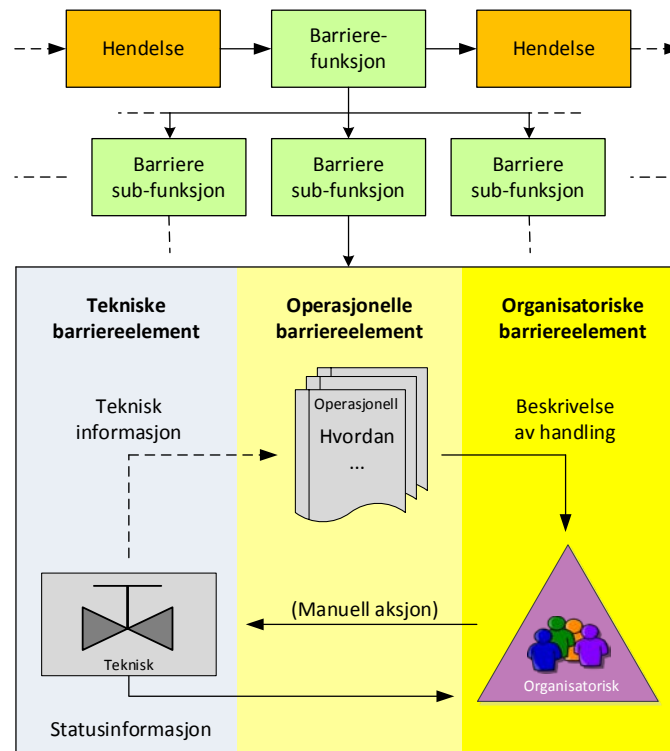 Hendelse
Barriere-
funksjon
Hendelse
Barriere
sub-funksjon
Barriere
sub-funksjon
Barriere
sub-funksjon
Tekniske
barriereelement
Operasjonelle
barriereelement
Organisatoriske
barriereelement
Teknisk
informasjon
Operasjonell
Hvordan
...
Beskrivelse
av handling
(Manuell aksjon)
Teknisk
Organisatorisk
Statusinformasjon